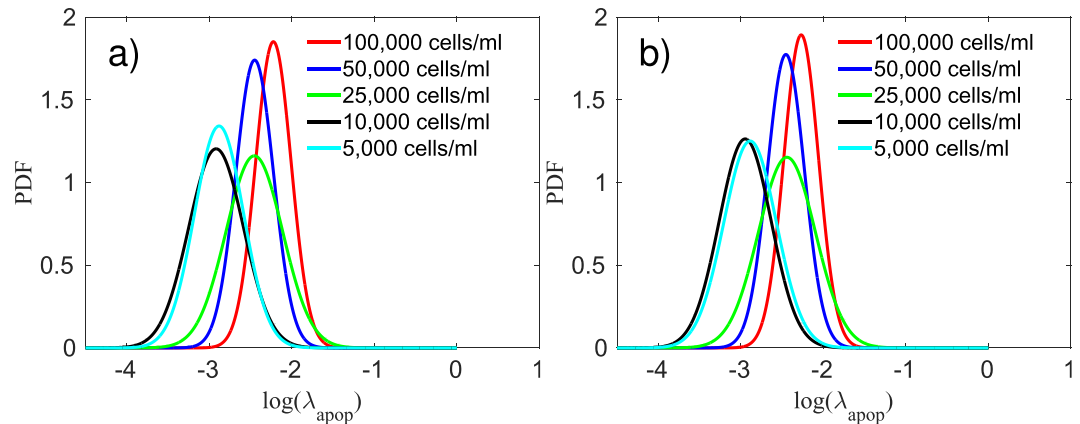 a)
100,000 cells/ml
50,000 cells/ml
25,000 cells/ml
10,000 cells/ml
5,000 cells/ml
2
1.5
1
0.5
0
PDF
-4 -3 -2 -1 0 1
log(λapop)
b)
100,000 cells/ml
50,000 cells/ml
25,000 cells/ml
10,000 cells/ml
5,000 cells/ml
2
1.5
1
0.5
0
PDF
-4 -3 -2 -1 0 1
log(λapop)